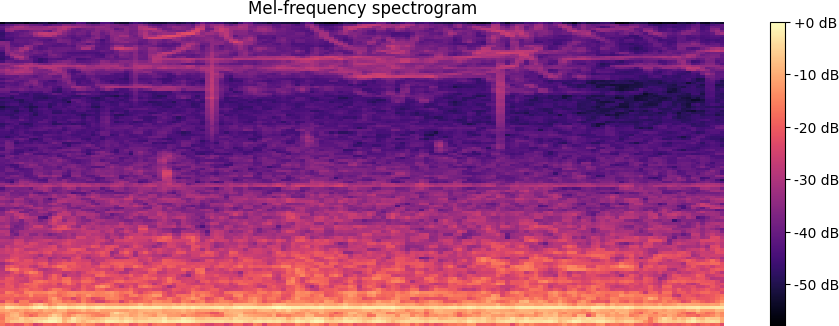 Mel-frequency spectrogram
+0 dB
-10 dB
-20 dB
-30 dB
-40 dB
-50 dB